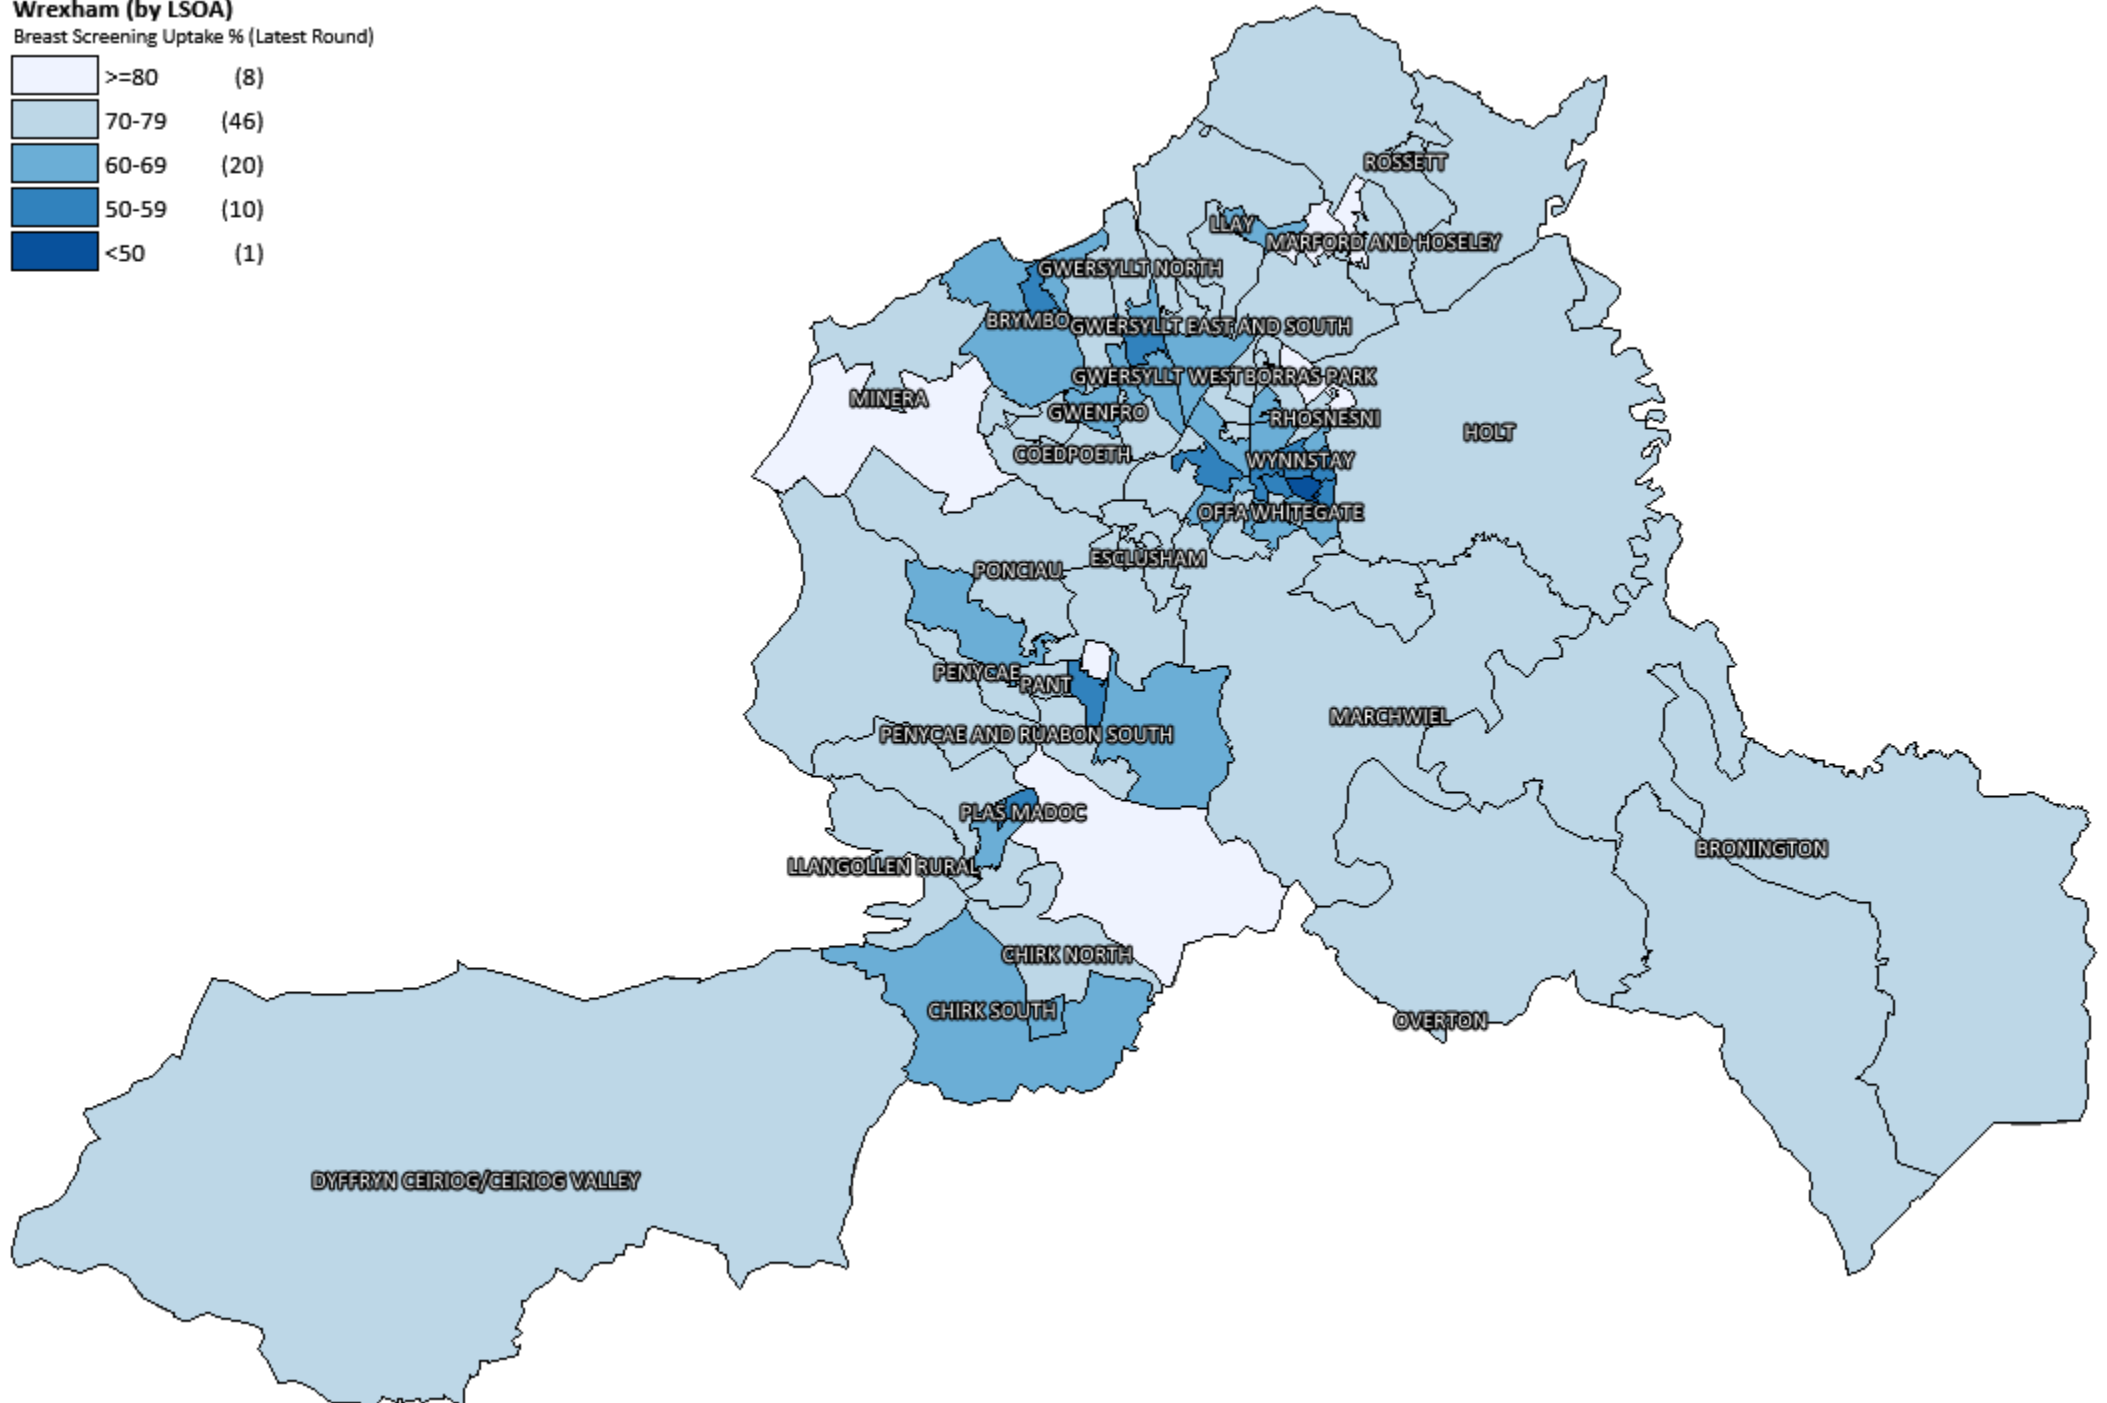 Wrexham (by LSOA)
Breast Screening Uptake % (Latest Round)
>=80 (8)
70-79 (46)
60-69 (20)
50-59 (10)
<50 (1)
ROSSETT
LLAY
MARFORD AND HOSELEY
GWERSYLLT NORTH
BRYMBO
GWERSYLLT EAST AND SOUTH
GWERSYLLT WEST
BORRAS PARK
MINERA
GWENFRO
RHOSNESNI
HOLT
COEDPOETH
WYNNSTAY
OFFA
WHITEGATE
ESCLUSHAM
PONCIAU
PENYCAE
PANT
MARCHWIEL
PENYCAE AND RUABON SOUTH
PLAS MADOC
BRONINGTON
LLANGOLLEN RURAL
CHIRK NORTH
CHIRK SOUTH
OVERTON
DYFFRYN CEIRIOG/CEIRIOG VALLEY